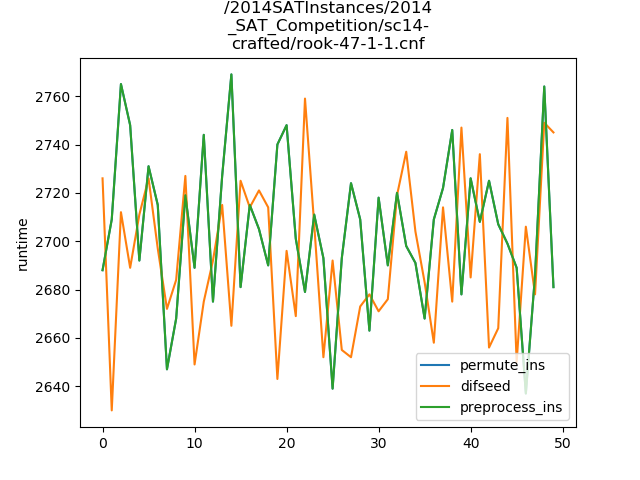 /2014SATInstances/2014
_SAT_Competition/sc14-
crafted/rook-47-1-1.cnf
2760
2740
2720
2700
2680
2660
2640
runtime
permute_ins
difseed
preprocess_ins
0
10
20
30
40
50